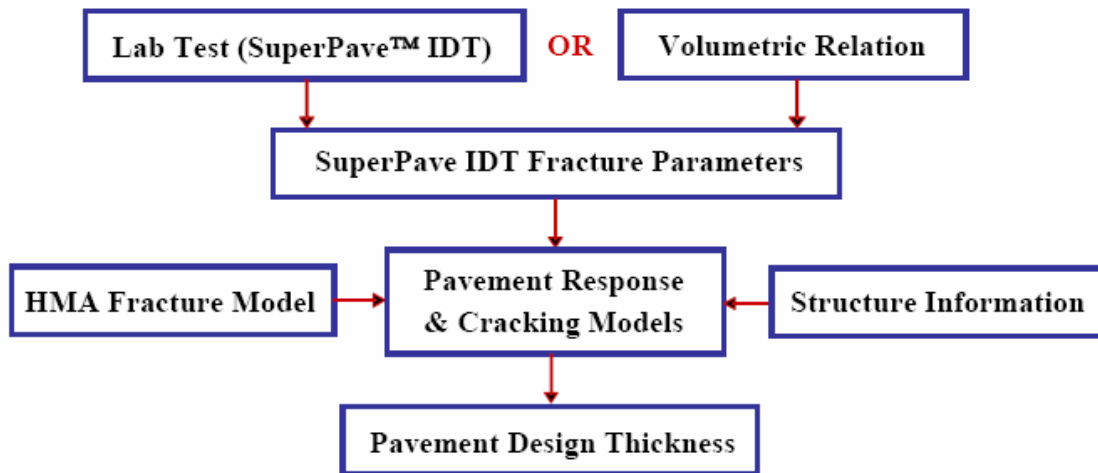 Lab Test (SuperPave™ IDT)
OR
Volumetric Relation
SuperPave IDT Fracture Parameters
HMA Fracture Model
Pavement Response
& Cracking Models
Structure Information
Pavement Design Thickness